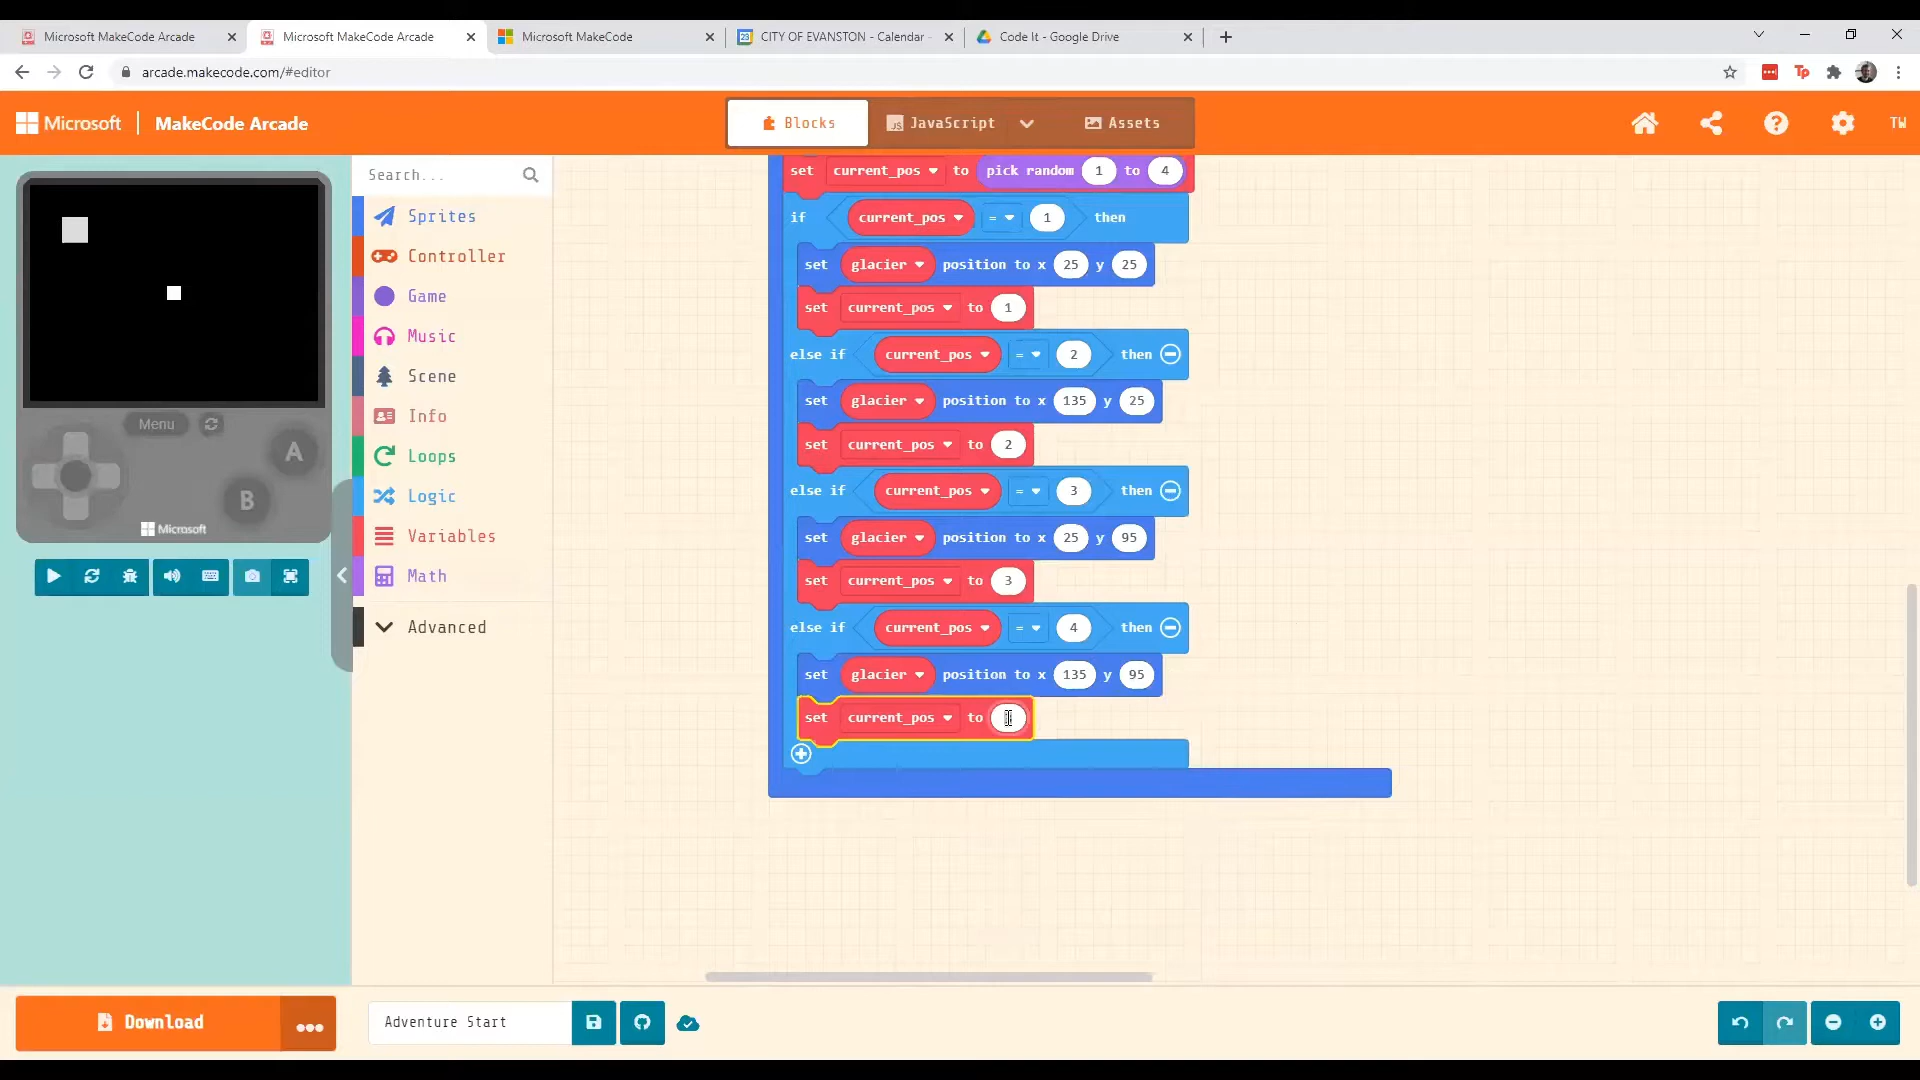 Microsoft MakeCode Arcade
Microsoft MakeCode Arcade
Microsoft MakeCode
23 CITY OF EVANSTON - Calendar -
Code It - Google Drive
arcade.makecode.com/#editor
Tp
Microsoft | MakeCode Arcade
Blocks
JS JavaScript
Assets
TW
Search...
Sprites
Controller
Game
Music
Scene
Info
Loops
Logic
Variables
Math
Advanced
Menu
A
B
Microsoft
set current_pos to pick random 1 to 4
if current_pos = 1 then
set glacier position to x 25 y 25
set current_pos to 1
else if current_pos = 2 then
set glacier position to x 135 y 25
set current_pos to 2
else if current_pos = 3 then
set glacier position to x 25 y 95
set current_pos to 3
else if current_pos = 4 then
set glacier position to x 135 y 95
set current_pos to
Download
Adventure Start